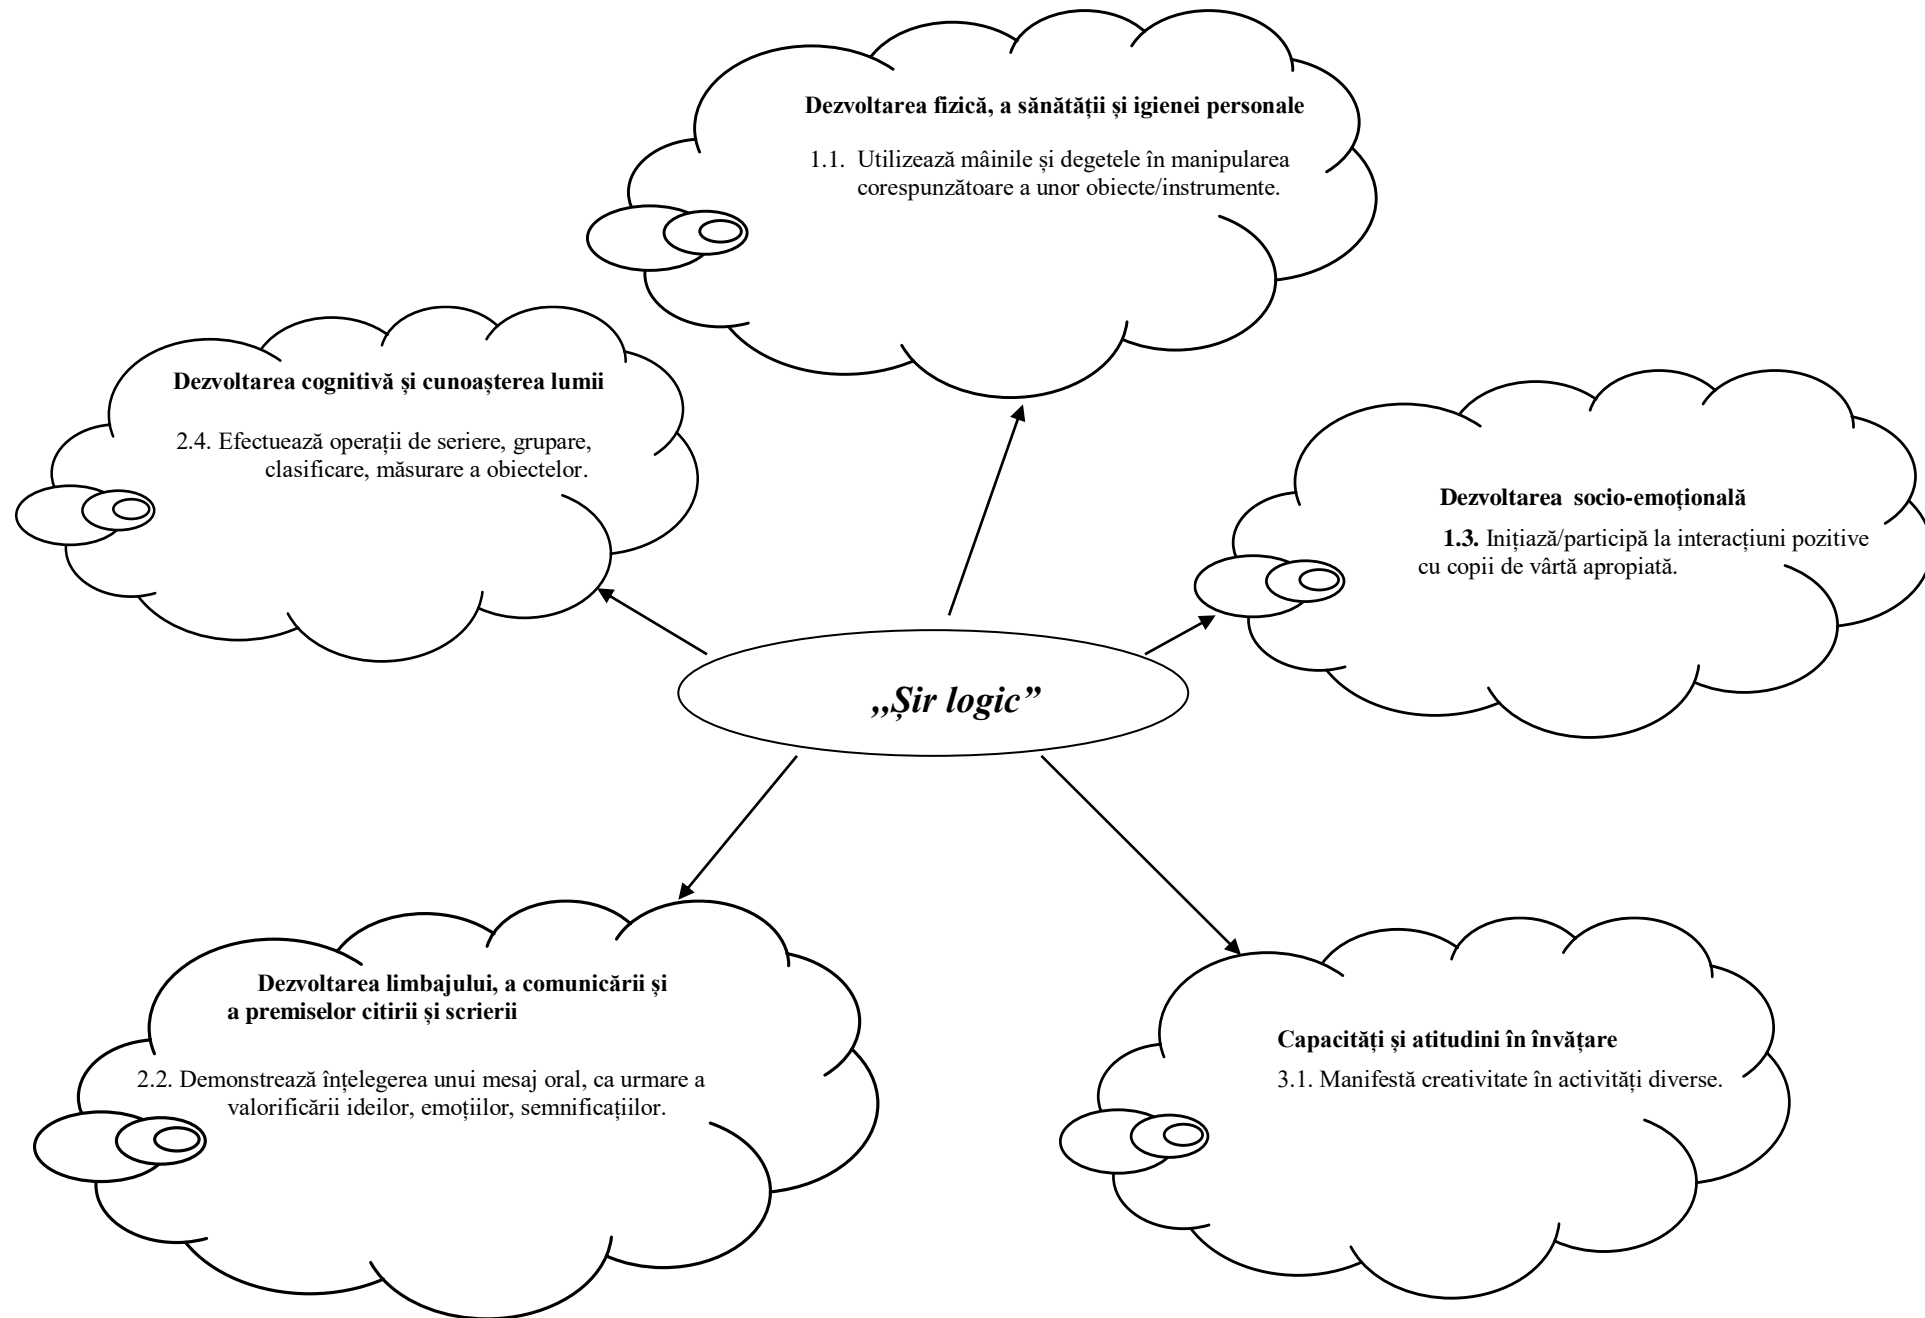 Dezvoltarea fizică, a sănătății și igienei personale
1.1. Utilizează mâinile și degetele în manipularea
corespunzătoare a unor obiecte/instrumente.
Dezvoltarea cognitivă și cunoașterea lumii
2.4. Efectuează operații de seriere, grupare,
clasificare, măsurare a obiectelor.
Dezvoltarea socio-emoțională
1.3. Inițiază/participă la interacțiuni pozitive
cu copii de vârtă apropiată.
„Șir logic”
Dezvoltarea limbajului, a comunicării și
a premiselor citirii și scrierii
2.2. Demonstrează înțelegerea unui mesaj oral, ca urmare a
valorificării ideilor, emoțiilor, semnificațiilor.
Capacități și atitudini în învățare
3.1. Manifestă creativitate în activități diverse.